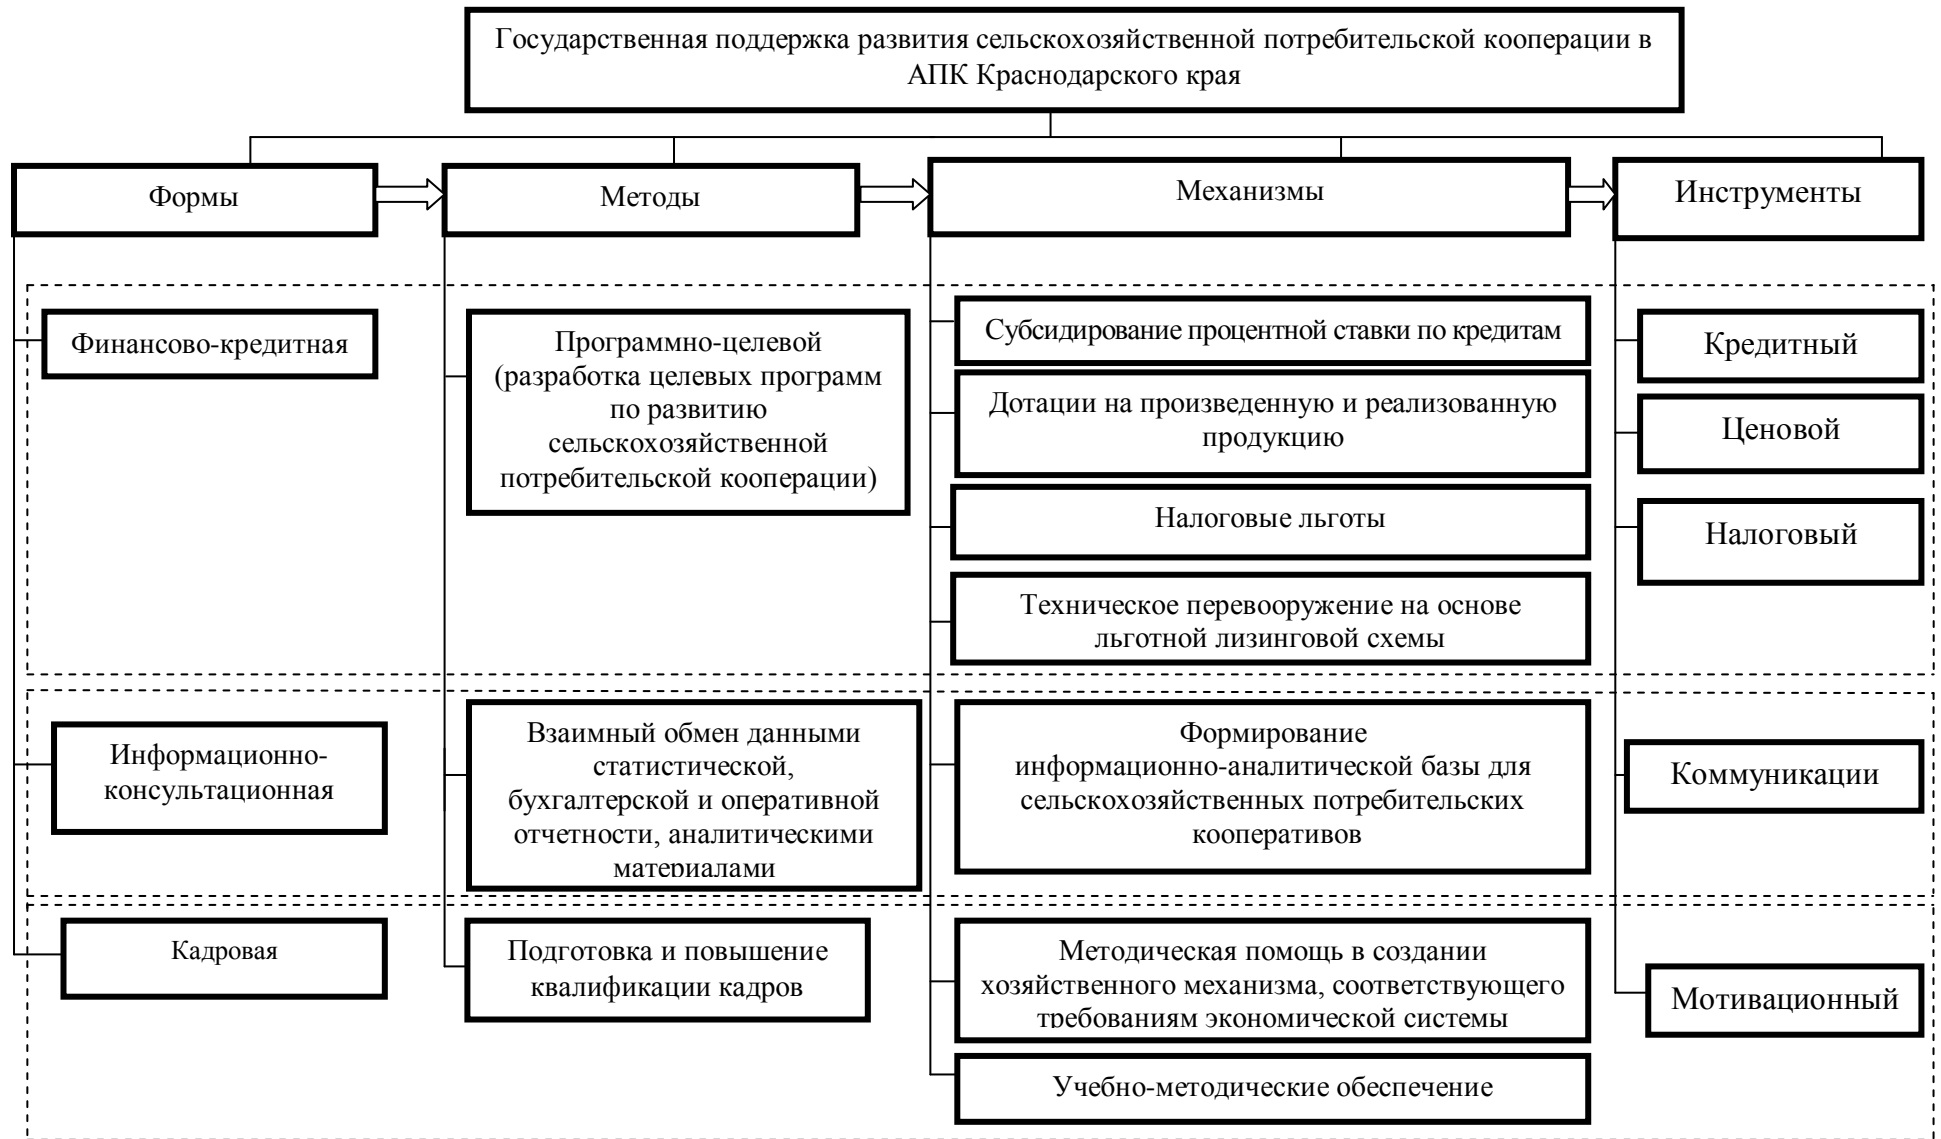 Государственная поддержка развития сельскохозяйственной потребительской кооперации в
АПК Краснодарского края
Формы
Методы
Механизмы
Инструменты
Финансово-кредитная
Программно-целевой
(разработка целевых программ
по развитию
сельскохозяйственной
потребительской кооперации)
Субсидирование процентной ставки по кредитам
Дотации на произведенную и реализованную
продукцию
Налоговые льготы
Техническое перевооружение на основе
льготной лизинговой схемы
Кредитный
Ценовой
Налоговый
Информационно-
консультационная
Взаимный обмен данными
статистической,
бухгалтерской и оперативной
отчетности, аналитическими
материалами
Формирование
информационно-аналитической базы для
сельскохозяйственных потребительских
кооперативов
Коммуникации
Кадровая
Подготовка и повышение
квалификации кадров
Методическая помощь в создании
хозяйственного механизма, соответствующего
требованиям экономической системы
Учебно-методические обеспечение
Мотивационный